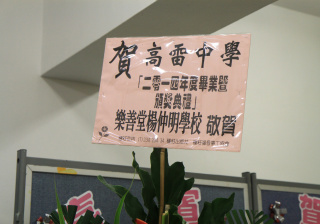 賀 高雷中學
「二零一四年度畢業暨
頒獎典禮」
樂善堂楊仲明學校 敬賀